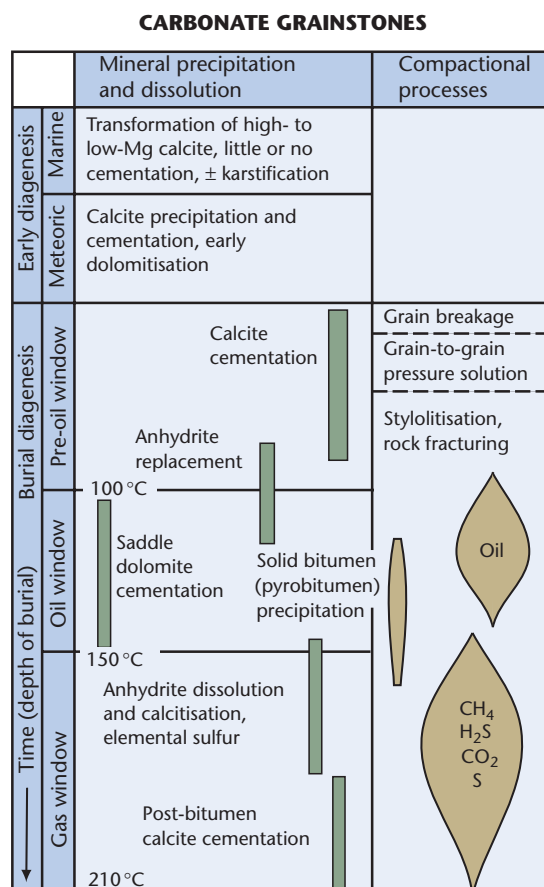 CARBONATE GRAINSTONES
Mineral precipitation
and dissolution
Compactional
processes
Early diagenesis
Marine
Transformation of high- to
low-Mg calcite, little or no
cementation, ± karstification
Meteoric
Calcite precipitation and
cementation, early
dolomitisation
Burial diagenesis
Pre-oil window
Calcite
cementation
Grain breakage
Grain-to-grain
pressure solution
Stylolitisation,
rock fracturing
Anhydrite
replacement
100 °C
Time (depth of burial)
Oil window
Saddle
dolomite
cementation
Solid bitumen
(pyrobitumen)
precipitation
Oil
150 °C
Gas window
Anhydrite dissolution
and calcitisation,
elemental sulfur
CH4
H2S
CO2
S
Post-bitumen
calcite cementation
210 °C